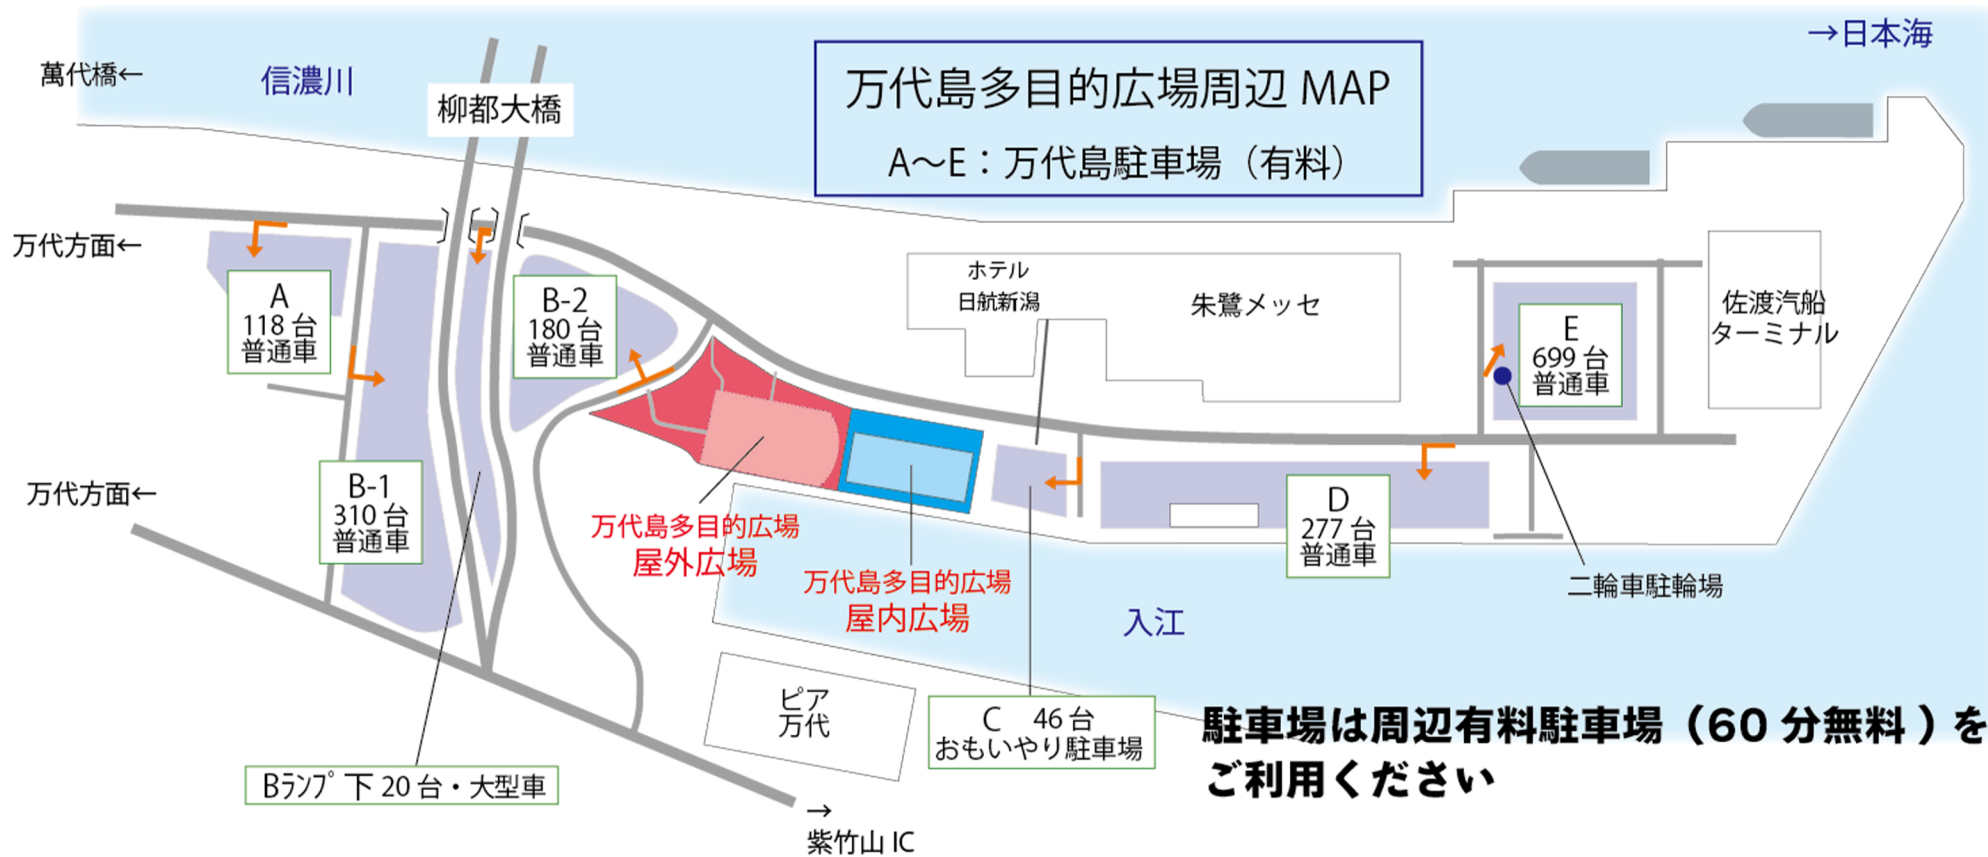 →日本海
萬代橋←
信濃川
柳都大橋
万代島多目的広場周辺 MAP
A～E：万代島駐車場（有料）
万代方面←
A
118 台
普通車
B-2
180 台
普通車
ホテル
日航新潟
朱鷺メッセ
E
699 台
普通車
佐渡汽船
ターミナル
万代方面←
B-1
310 台
普通車
万代島多目的広場
屋外広場
万代島多目的広場
屋内広場
D
277 台
普通車
二輪車駐輪場
入江
ピア
万代
C　46 台
おもいやり駐車場
Bﾗﾝﾌﾟ 下 20 台・大型車
駐車場は周辺有料駐車場（60 分無料 ）を
ご利用ください
→
紫竹山 IC